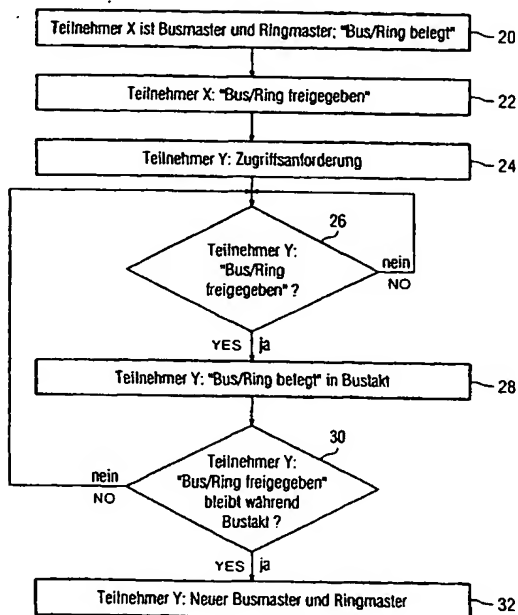 Teilnehmer X ist Busmaster und Ringmaster: "Bus/Ring belegt"
20
Teilnehmer X: "Bus/Ring freigegeben"
22
Teilnehmer Y: Zugriffsanforderung
24
26
Teilnehmer Y:
"Bus/Ring
freigegeben" ?
nein
NO
YES ja
Teilnehmer Y: "Bus/Ring belegt" in Bustakt
28
30
Teilnehmer Y:
"Bus/Ring freigegeben"
bleibt während
Bustakt ?
nein
NO
YES ja
Teilnehmer Y: Neuer Busmaster und Ringmaster
32